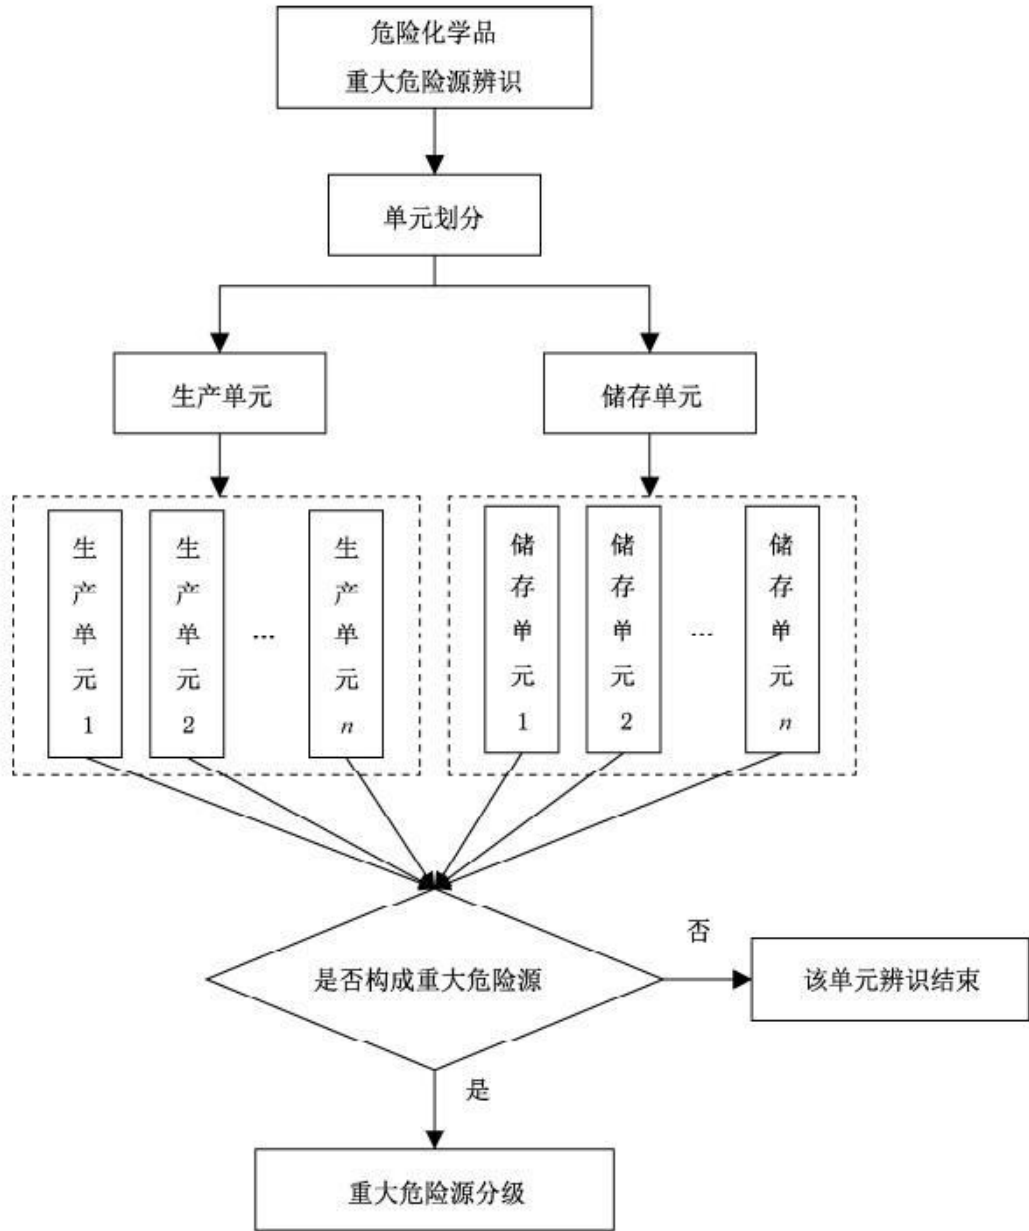 危险化学品
重大危险源辨识
单元划分
生产单元
储存单元
生产单元1
生产单元2
…
生产单元n
储存单元1
储存单元2
…
储存单元n
是否构成重大危险源
否
该单元辨识结束
是
重大危险源分级